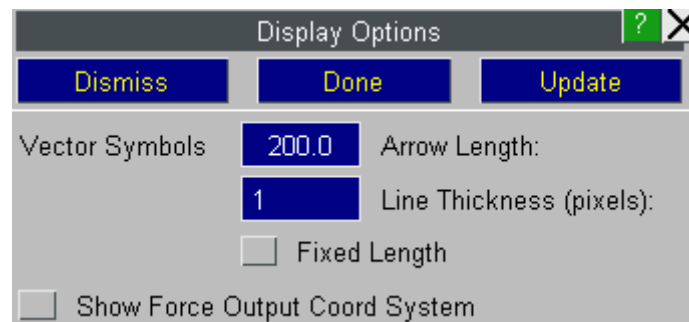 Display Options ? X
Dismiss Done Update
Vector Symbols 200.0 Arrow Length:
1 Line Thickness (pixels):
Fixed Length
Show Force Output Coord System